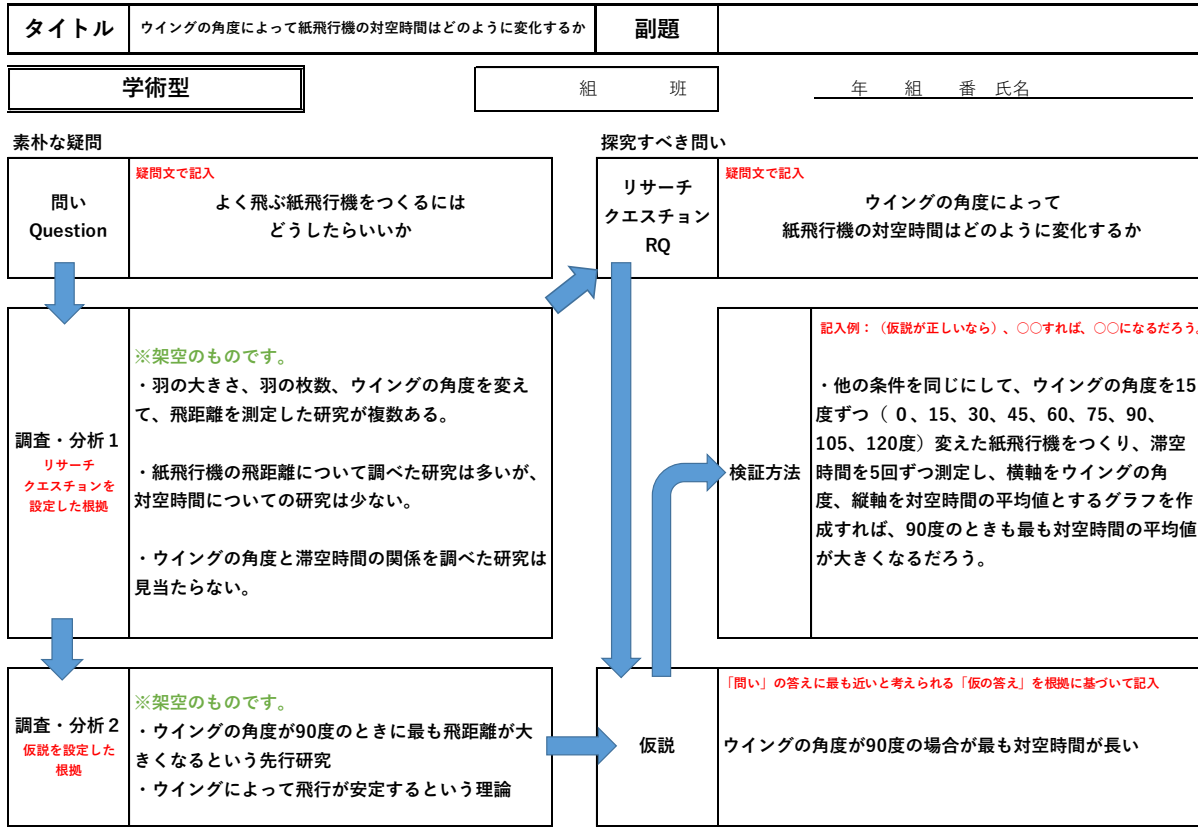 タイトル
ウイングの角度によって紙飛行機の対空時間はどのように変化するか
副題
学術型
組　班
年　組　番　氏名
素朴な疑問
問い
Question
疑問文で記入
よく飛ぶ紙飛行機をつくるには
どうしたらいいか
探究すべき問い
リサーチ
クエスチョン
RQ
疑問文で記入
ウイングの角度によって
紙飛行機の対空時間はどのように変化するか
調査・分析１
リサーチ
クエスチョンを
設定した根拠
※架空のものです。
・羽の大きさ、羽の枚数、ウイングの角度を変え
て、飛距離を測定した研究が複数ある。
・紙飛行機の飛距離について調べた研究は多いが、
対空時間についての研究は少ない。
・ウイングの角度と滞空時間の関係を調べた研究は
見当たらない。
検証方法
記入例：（仮説が正しいなら）、○○すれば、○○になるだろう。
・他の条件を同じにして、ウイングの角度を15
度ずつ（ 0、15、30、45、60、75、90、
105、120度）変えた紙飛行機をつくり、滞空
時間を5回ずつ測定し、横軸をウイングの角
度、縦軸を対空時間の平均値とするグラフを作
成すれば、90度のときも最も対空時間の平均値
が大きくなるだろう。
調査・分析２
仮説を設定した
根拠
※架空のものです。
・ウイングの角度が90度のときに最も飛距離が大
きくなるという先行研究
・ウイングによって飛行が安定するという理論
仮説
「問い」の答えに最も近いと考えられる「仮の答え」を根拠に基づいて記入
ウイングの角度が90度の場合が最も対空時間が長い